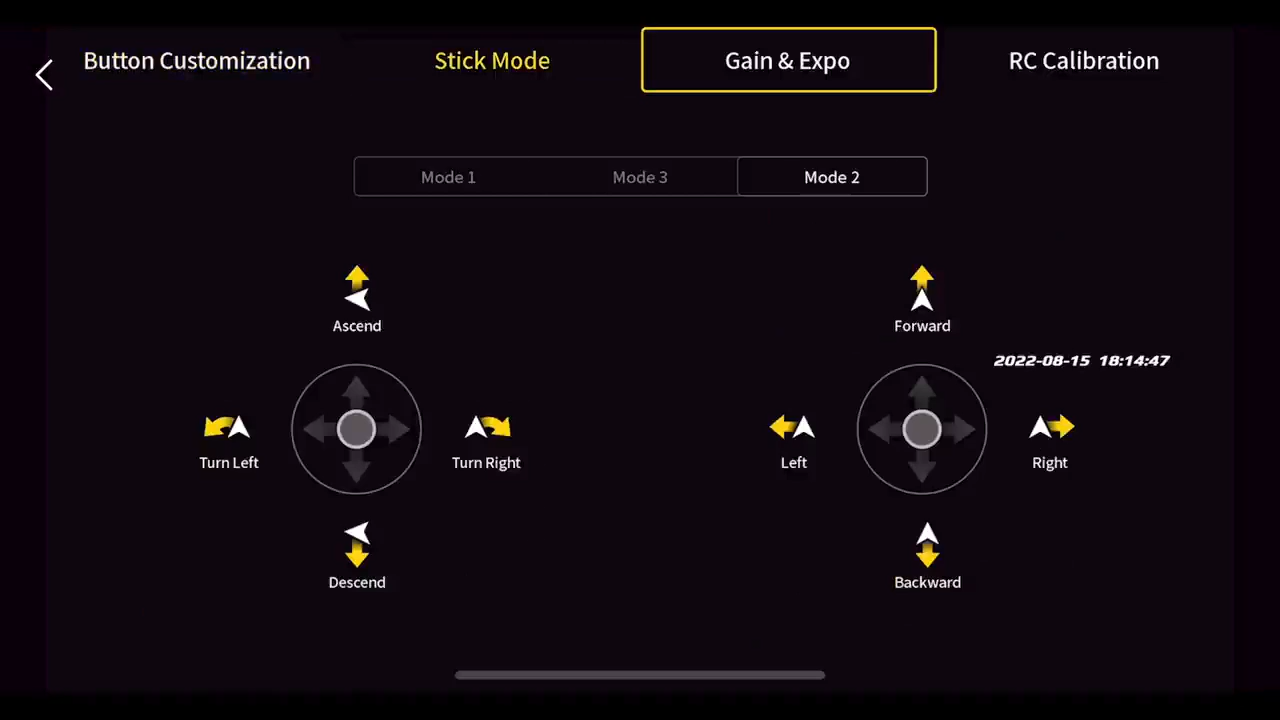 Button Customization
Stick Mode
Gain & Expo
RC Calibration
Mode 1
Mode 3
Mode 2
Ascend
Forward
2022-08-15 18:14:47
Turn Left
Turn Right
Left
Right
Descend
Backward